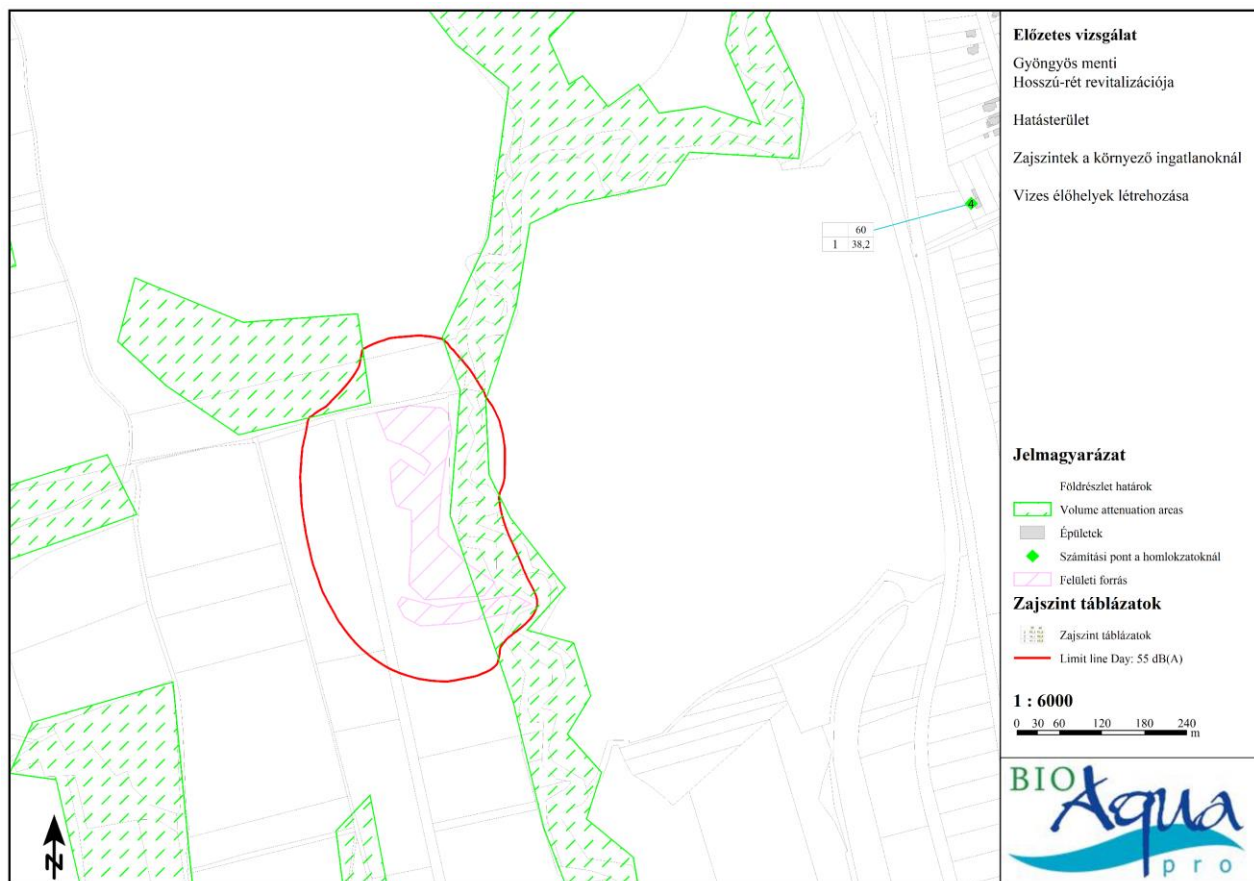 Előzetes vizsgálat
Gyöngyös menti
Hosszú-rét revitalizációja
Hatásterület
Zajszintek a környező ingatlanoknál
Vizes élőhelyek létrehozása
4
60
1 38,2
Jelmagyarázat
Földrészlet határok
Volume attenuation areas
Épületek
Számítási pont a homlokzatoknál
Felületi forrás
Zajszint táblázatok
Zajszint táblázatok
Limit line Day: 55 dB(A)
1 : 6000
0 30 60 120 180 240
m
N
BIO
Aqua
pro